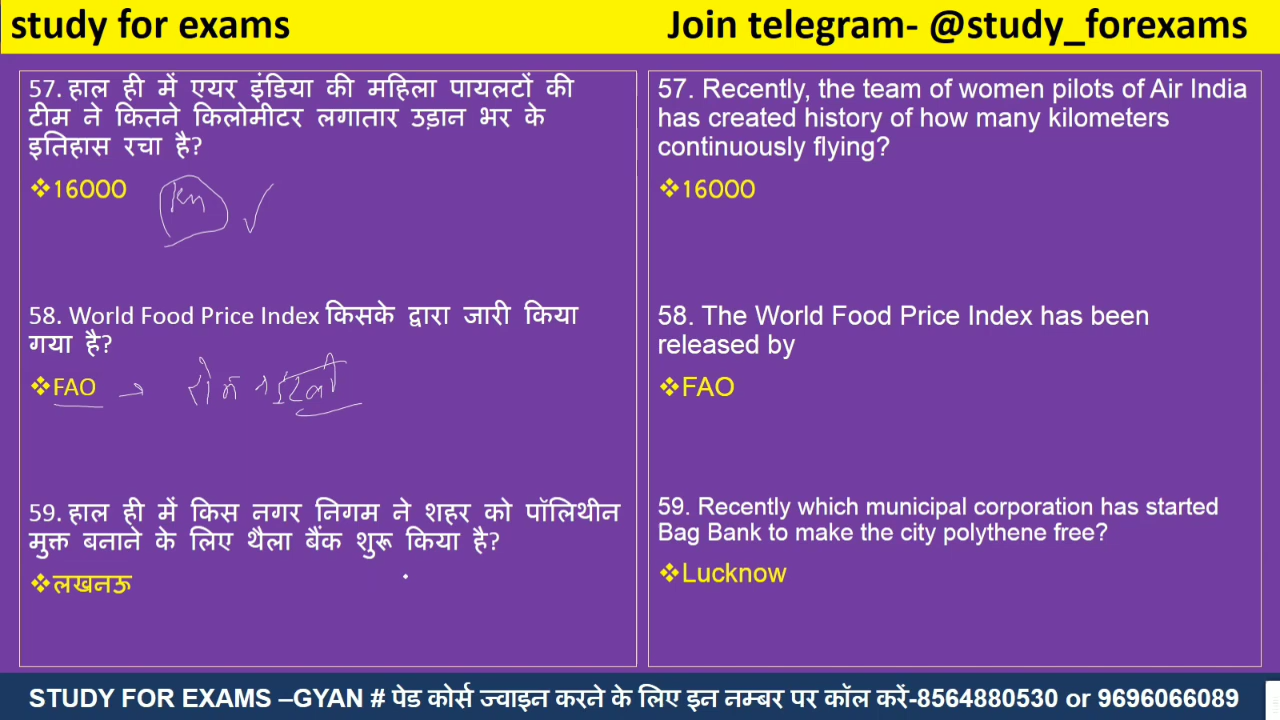 study for exams
Join telegram- @study_forexams
57. हाल ही में एयर इंडिया की महिला पायलटों की
टीम ने कितने किलोमीटर लगातार उड़ान भर के
इतिहास रचा है?
❖16000
km
58. World Food Price Index किसके द्वारा जारी किया
गया है?
❖FAO → रोम
59. हाल ही में किस नगर निगम ने शहर को पॉलिथीन
मुक्त बनाने के लिए थैला बैंक शुरू किया है?
❖लखनऊ
57. Recently, the team of women pilots of Air India
has created history of how many kilometers
continuously flying?
❖16000
58. The World Food Price Index has been
released by
❖FAO
59. Recently which municipal corporation has started
Bag Bank to make the city polythene free?
❖Lucknow
STUDY FOR EXAMS –GYAN # पेड कोर्स ज्वाइन करने के लिए इन नम्बर पर कॉल करें-8564880530 or 9696066089